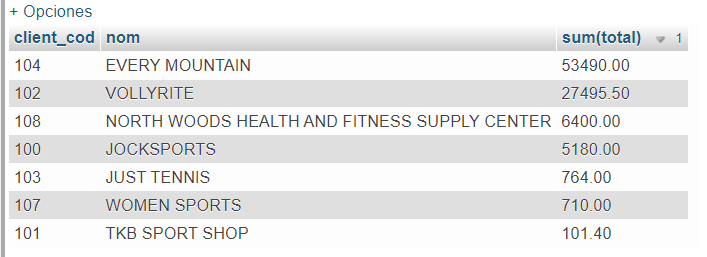 + Opciones
client_cod nom sum(total) 1
104 EVERY MOUNTAIN 53490.00
102 VOLLYRITE 27495.50
108 NORTH WOODS HEALTH AND FITNESS SUPPLY CENTER 6400.00
100 JOCKSPORTS 5180.00
103 JUST TENNIS 764.00
107 WOMEN SPORTS 710.00
101 TKB SPORT SHOP 101.40